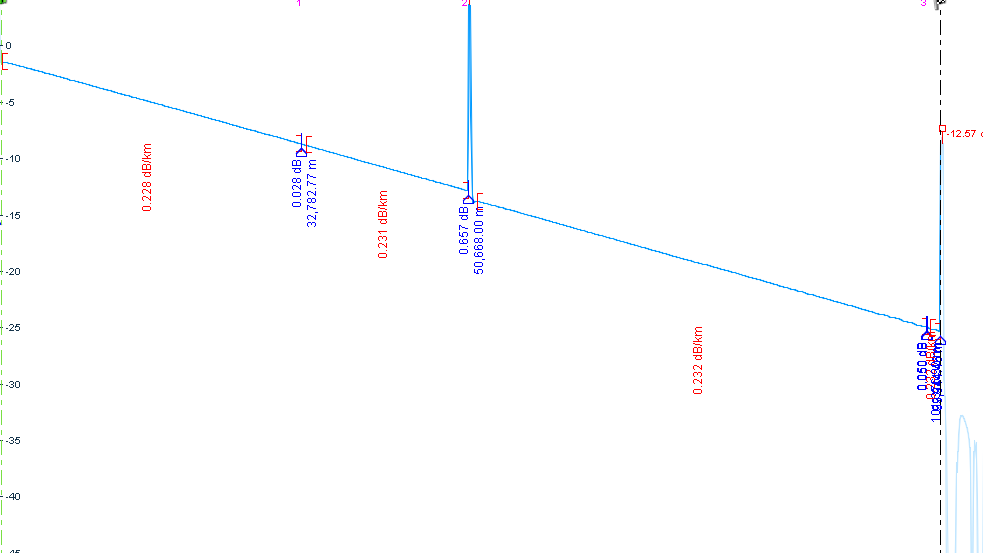 1
2
3
0
-5
-10
-15
-20
-25
-30
-35
-40
-45
0.228 dB/km
0.028 dB
32,782.77 m
0.231 dB/km
0.657 dB
50,668.00 m
0.232 dB/km
0.050 dB
-12.57